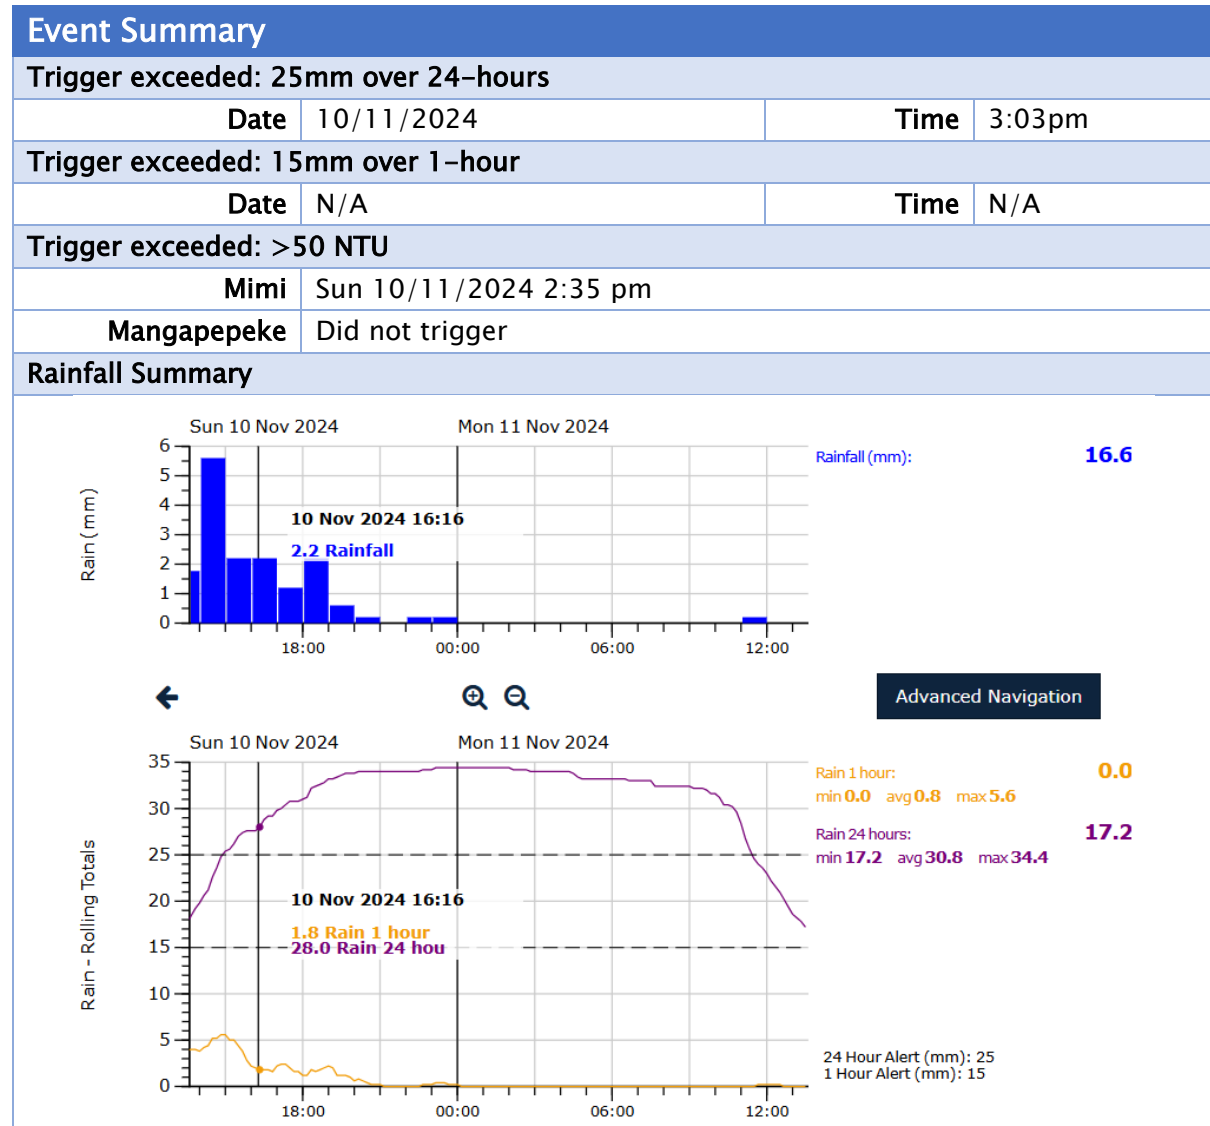 Event Summary
Trigger exceeded: 25mm over 24-hours
Date 10/11/2024 Time 3:03pm
Trigger exceeded: 15mm over 1-hour
Date N/A Time N/A
Trigger exceeded: >50 NTU
Mimi Sun 10/11/2024 2:35 pm
Mangapepeke Did not trigger
Rainfall Summary
Sun 10 Nov 2024 Mon 11 Nov 2024
Rain (mm)
6
5
4
3
2
1
0
10 Nov 2024 16:16
2.2 Rainfall
18:00 00:00 06:00 12:00
Rainfall (mm): 16.6
Advanced Navigation
Sun 10 Nov 2024 Mon 11 Nov 2024
Rain - Rolling Totals
35
30
25
20
15
10
5
0
10 Nov 2024 16:16
1.8 Rain 1 hour
28.0 Rain 24 hou
18:00 00:00 06:00 12:00
Rain 1 hour: 0.0
min 0.0 avg 0.8 max 5.6
Rain 24 hours: 17.2
min 17.2 avg 30.8 max 34.4
24 Hour Alert (mm): 25
1 Hour Alert (mm): 15